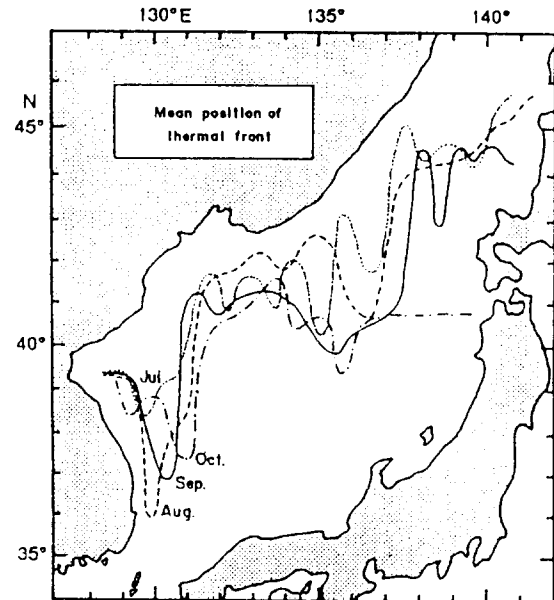 130°E 135° 140°
N
45°
Mean position of
thermal front
40°
Jul.
Oct.
Sep.
Aug.
35°